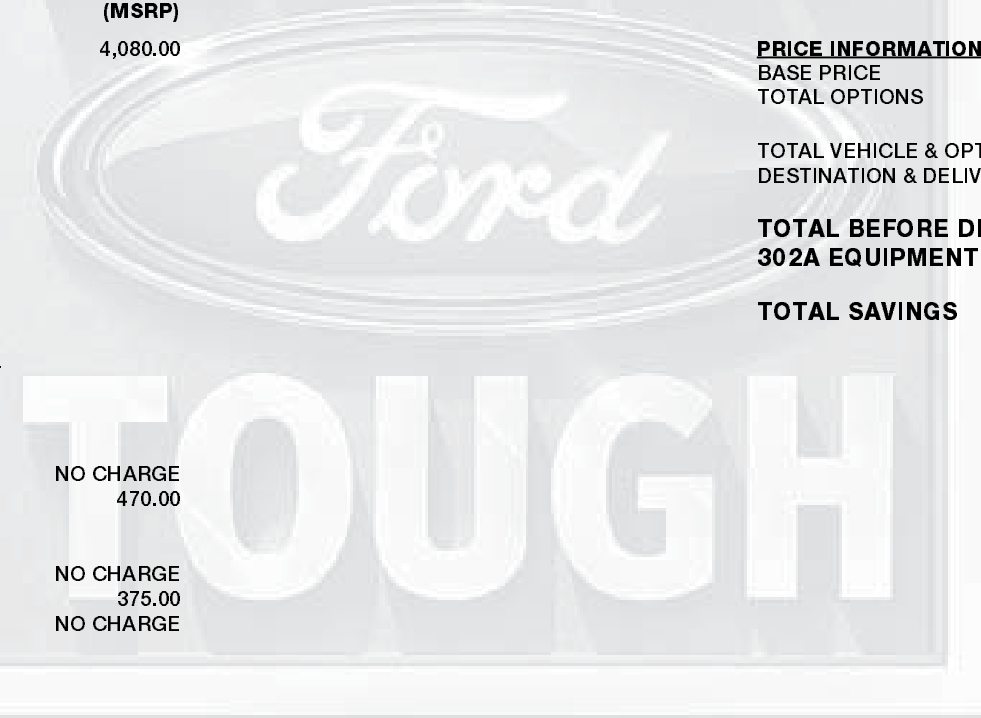 (MSRP)
4,080.00
PRICE INFORMATION
BASE PRICE
TOTAL OPTIONS
TOTAL VEHICLE & OPT
DESTINATION & DELIV
TOTAL BEFORE DI
302A EQUIPMENT
TOTAL SAVINGS
Ford
TOUGH
NO CHARGE
470.00
NO CHARGE
375.00
NO CHARGE